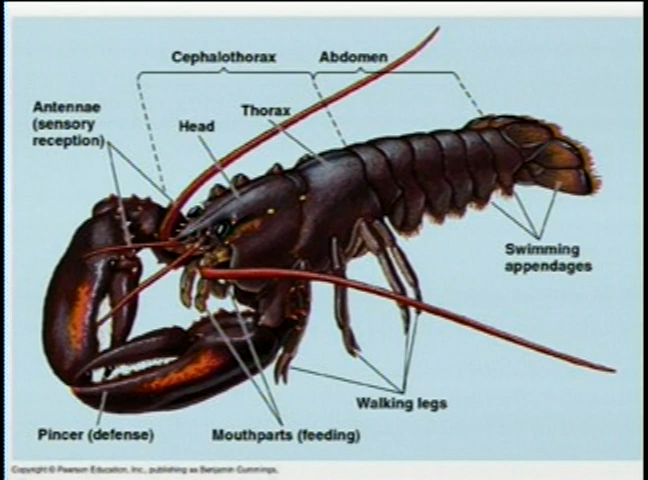 Cephalothorax
Abdomen
Antennae
(sensory
reception)
Head
Thorax
Swimming
appendages
Walking legs
Pincer (defense)
Mouthparts (feeding)
Copyright © Pearson Education, Inc., publishing as Benjamin Cummings.